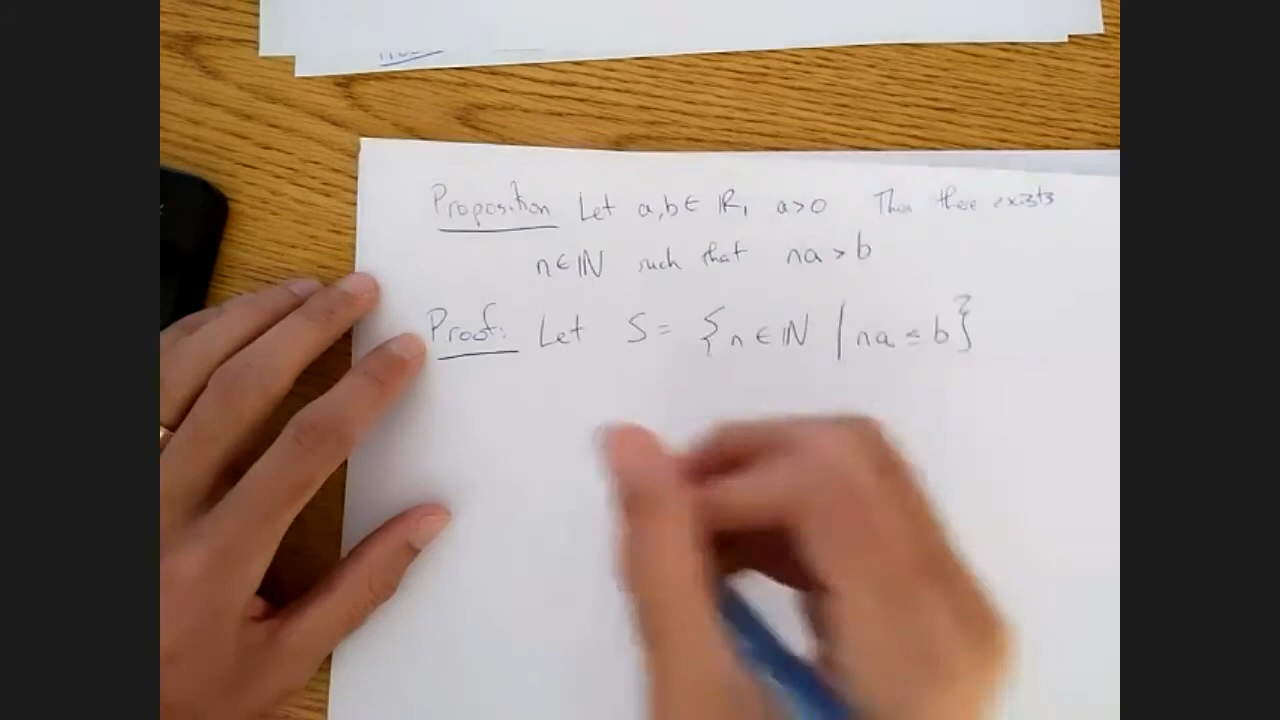 Proposition Let a, b ∈ ℝ, a > 0 Then there exists
n ∈ ℕ such that na > b
Proof: Let S = {n ∈ ℕ | na ≤ b}